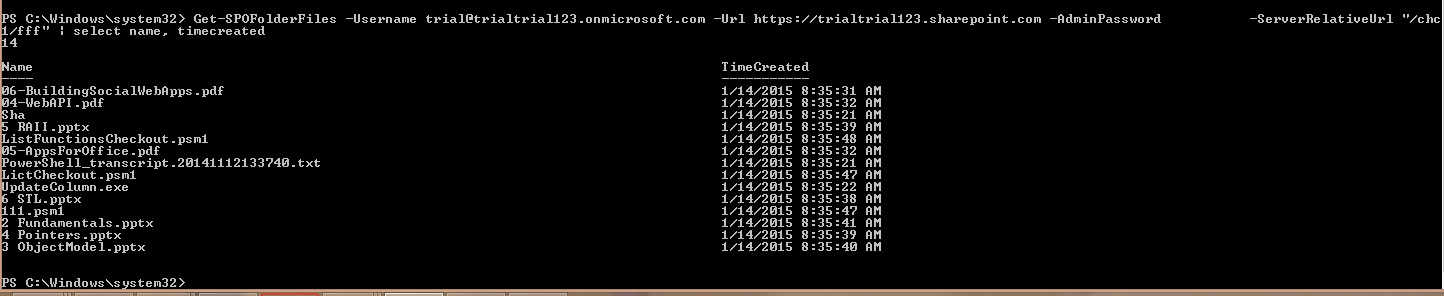 PS C:\Windows\system32> Get-SPOFolderFiles -Username trial@trialtrial123.onmicrosoft.com -Url https://trialtrial123.sharepoint.com -AdminPassword -ServerRelativeUrl "/chc
1/fff" | select name, timecreated
14
Name TimeCreated
---- -----------
06-BuildingSocialWebApps.pdf 1/14/2015 8:35:31 AM
04-WebAPI.pdf 1/14/2015 8:35:32 AM
Sha 1/14/2015 8:35:21 AM
5 RAII.pptx 1/14/2015 8:35:39 AM
ListFunctionsCheckout.psm1 1/14/2015 8:35:48 AM
05-AppsForOffice.pdf 1/14/2015 8:35:32 AM
PowerShell_transcript.20141112133740.txt 1/14/2015 8:35:21 AM
LictCheckout.psm1 1/14/2015 8:35:47 AM
UpdateColumn.exe 1/14/2015 8:35:22 AM
6 STL.pptx 1/14/2015 8:35:38 AM
111.psm1 1/14/2015 8:35:47 AM
2 Fundamentals.pptx 1/14/2015 8:35:41 AM
4 Pointers.pptx 1/14/2015 8:35:39 AM
3 ObjectModel.pptx 1/14/2015 8:35:40 AM
PS C:\Windows\system32>